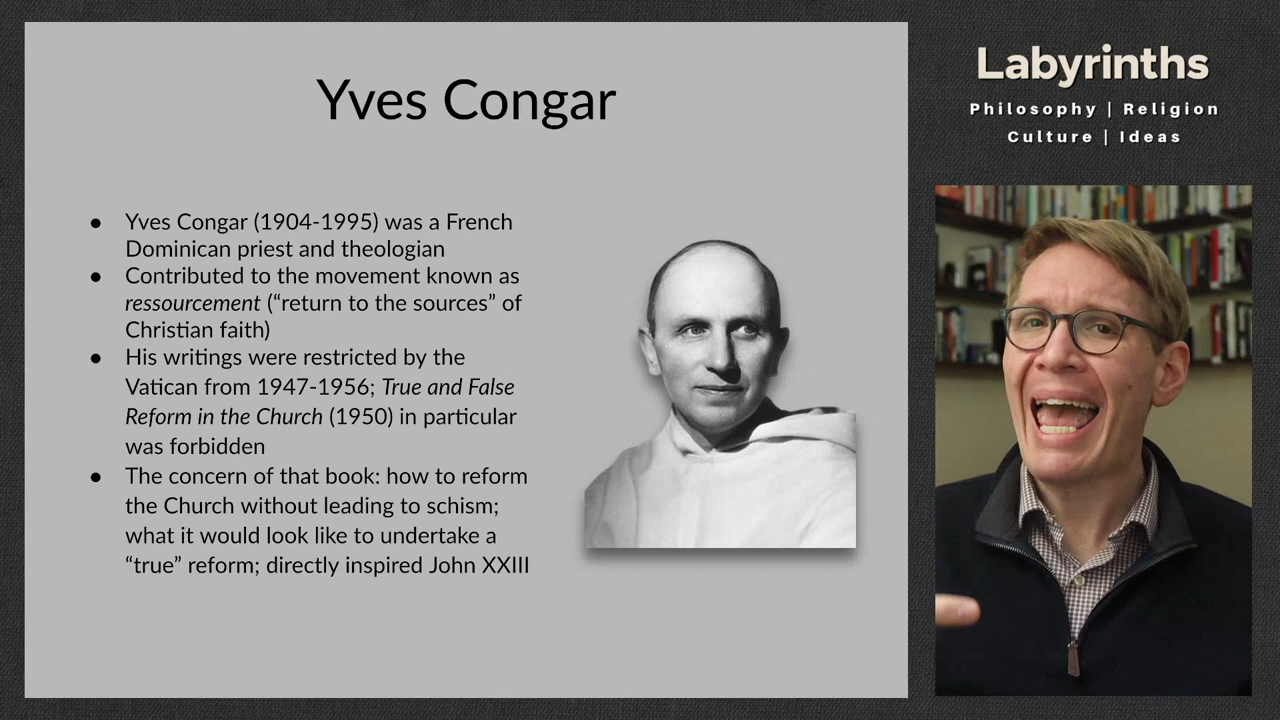 Yves Congar
● Yves Congar (1904-1995) was a French
Dominican priest and theologian
● Contributed to the movement known as
ressourcement (“return to the sources” of
Christian faith)
● His writings were restricted by the
Vatican from 1947-1956; True and False
Reform in the Church (1950) in particular
was forbidden
● The concern of that book: how to reform
the Church without leading to schism;
what it would look like to undertake a
“true” reform; directly inspired John XXIII
Labyrinths
Philosophy | Religion
Culture | Ideas